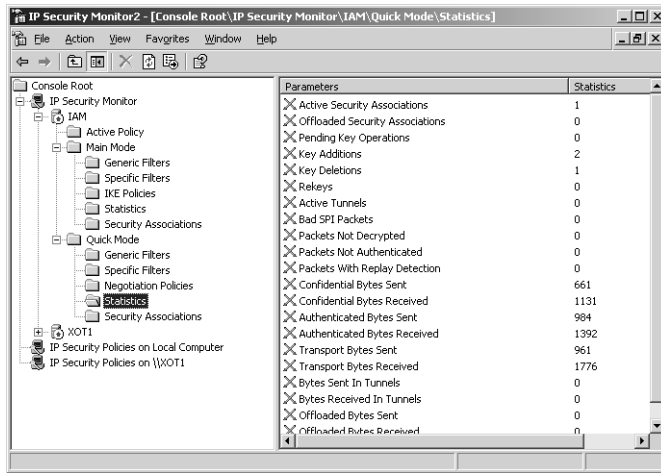 IP Security Monitor2 - [Console Root\IP Security Monitor\IAM\Quick Mode\Statistics]
File Action View Favorites Window Help
Console Root
IP Security Monitor
IAM
Active Policy
Main Mode
Generic Filters
Specific Filters
IKE Policies
Statistics
Security Associations
Quick Mode
Generic Filters
Specific Filters
Negotiation Policies
Statistics
Security Associations
XOT1
IP Security Policies on Local Computer
IP Security Policies on \\XOT1
Parameters Statistics
Active Security Associations 1
Offloaded Security Associations 0
Pending Key Operations 0
Key Additions 2
Key Deletions 1
Rekeys 0
Active Tunnels 0
Bad SPI Packets 0
Packets Not Decrypted 0
Packets Not Authenticated 0
Packets With Replay Detection 0
Confidential Bytes Sent 661
Confidential Bytes Received 1131
Authenticated Bytes Sent 984
Authenticated Bytes Received 1392
Transport Bytes Sent 961
Transport Bytes Received 1776
Bytes Sent In Tunnels 0
Bytes Received In Tunnels 0
Offloaded Bytes Sent 0
Offloaded Bytes Received 0